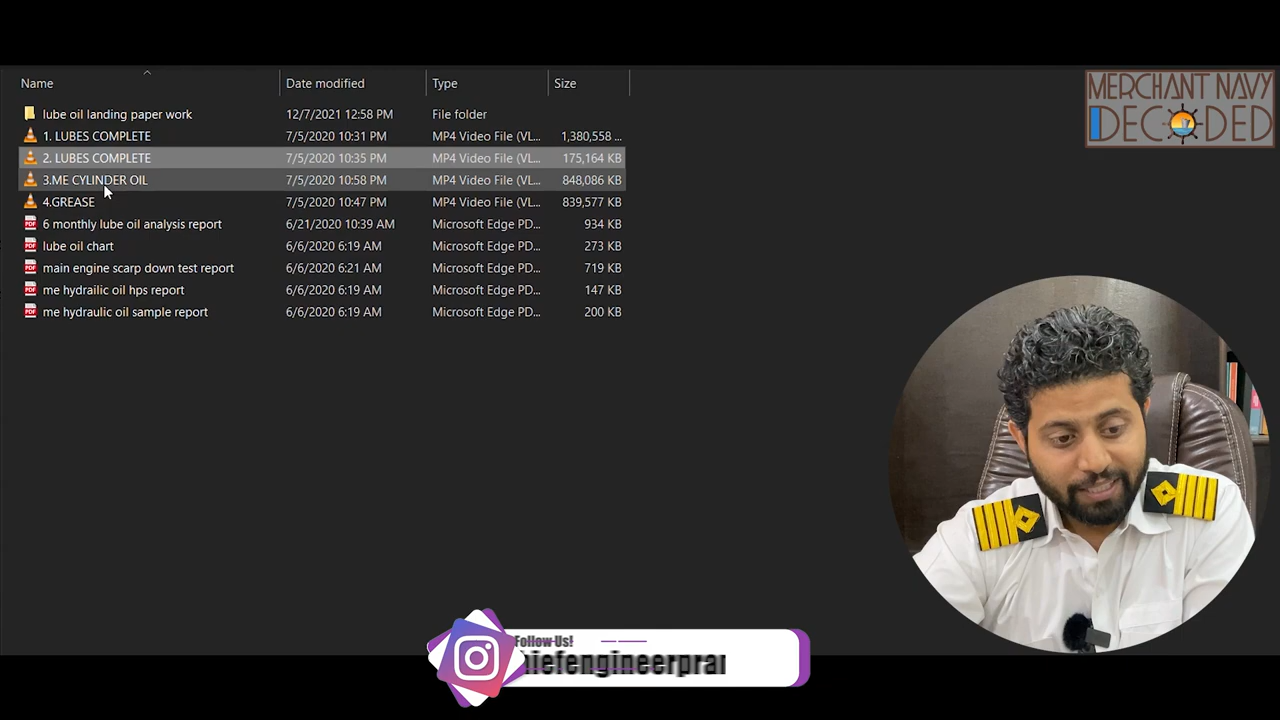 Name Date modified Type Size
lube oil landing paper work 12/7/2021 12:58 PM File folder
1. LUBES COMPLETE 7/5/2020 10:31 PM MP4 Video File (VL... 1,380,558 ...
2. LUBES COMPLETE 7/5/2020 10:35 PM MP4 Video File (VL... 175,164 KB
3.ME CYLINDER OIL 7/5/2020 10:58 PM MP4 Video File (VL... 848,086 KB
4.GREASE 7/5/2020 10:47 PM MP4 Video File (VL... 839,577 KB
6 monthly lube oil analysis report 6/21/2020 10:39 AM Microsoft Edge PD... 934 KB
lube oil chart 6/6/2020 6:19 AM Microsoft Edge PD... 273 KB
main engine scarp down test report 6/6/2020 6:21 AM Microsoft Edge PD... 719 KB
me hydrailic oil hps report 6/6/2020 6:19 AM Microsoft Edge PD... 147 KB
me hydraulic oil sample report 6/6/2020 6:19 AM Microsoft Edge PD... 200 KB
MERCHANT NAVY
DECODED
Follow Us!
hiefengineerpra